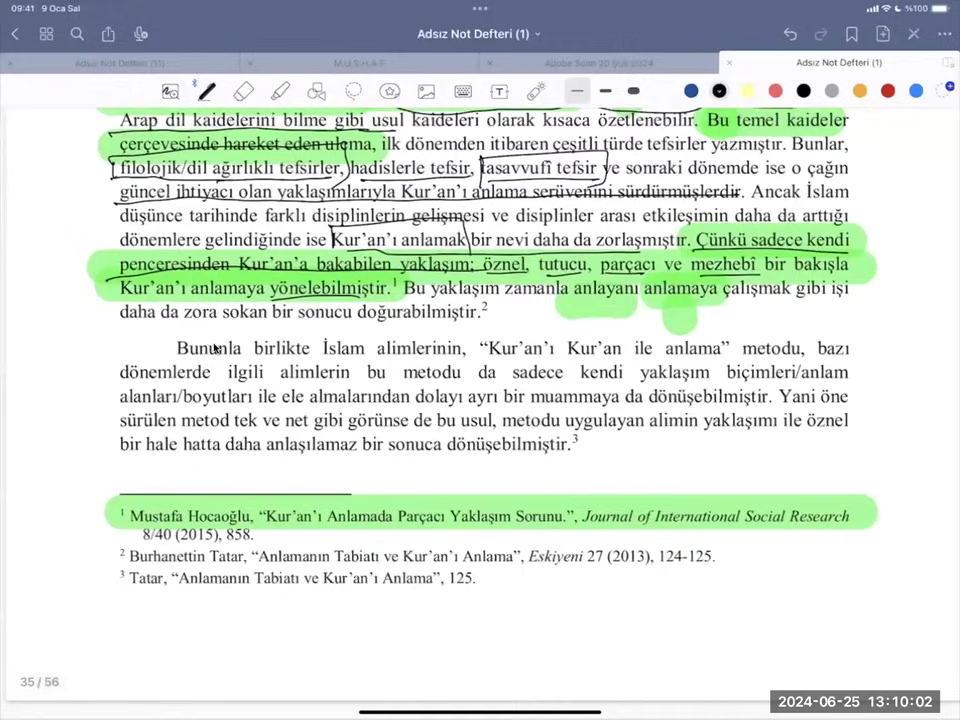 09:41 9 Oca Sal
%100
Adsız Not Defteri (1)
Adsız Not Defteri (11)
M.U.S.H.A.F
Adobe Scan 20 Şub 2024
Adsız Not Defteri (1)
Arap dil kaidelerini bilme gibi usul kaideleri olarak kısaca özetlenebilir. Bu temel kaideler
çerçevesinde hareket eden ulema, ilk dönemden itibaren çeşitli türde tefsirler yazmıştır. Bunlar,
filolojik/dil ağırlıklı tefsirler, hadislerle tefsir, tasavvufî tefsir ve sonraki dönemde ise o çağın
güncel ihtiyacı olan yaklaşımlarıyla Kur’an’ı anlama serüvenini sürdürmüşlerdir. Ancak İslam
düşünce tarihinde farklı disiplinlerin gelişmesi ve disiplinler arası etkileşimin daha da arttığı
dönemlere gelindiğinde ise Kur’an’ı anlamak bir nevi daha da zorlaşmıştır. Çünkü sadece kendi
penceresinden Kur’an’a bakabilen yaklaşım; öznel, tutucu, parçacı ve mezhebî bir bakışla
Kur’an’ı anlamaya yönelebilmiştir.¹ Bu yaklaşım zamanla anlayanı anlamaya çalışmak gibi işi
daha da zora sokan bir sonucu doğurabilmiştir.²
Bununla birlikte İslam alimlerinin, “Kur’an’ı Kur’an ile anlama” metodu, bazı
dönemlerde ilgili alimlerin bu metodu da sadece kendi yaklaşım biçimleri/anlam
alanları/boyutları ile ele almalarından dolayı ayrı bir muammaya da dönüşebilmiştir. Yani öne
sürülen metod tek ve net gibi görünse de bu usul, metodu uygulayan alimin yaklaşımı ile öznel
bir hale hatta daha anlaşılamaz bir sonuca dönüşebilmiştir.³
¹ Mustafa Hocaoğlu, “Kur’an’ı Anlamada Parçacı Yaklaşım Sorunu.”, Journal of International Social Research
8/40 (2015), 858.
² Burhanettin Tatar, “Anlamanın Tabiatı ve Kur’an’ı Anlama”, Eskiyeni 27 (2013), 124-125.
³ Tatar, “Anlamanın Tabiatı ve Kur’an’ı Anlama”, 125.
35 / 56
2024-06-25 13:10:02